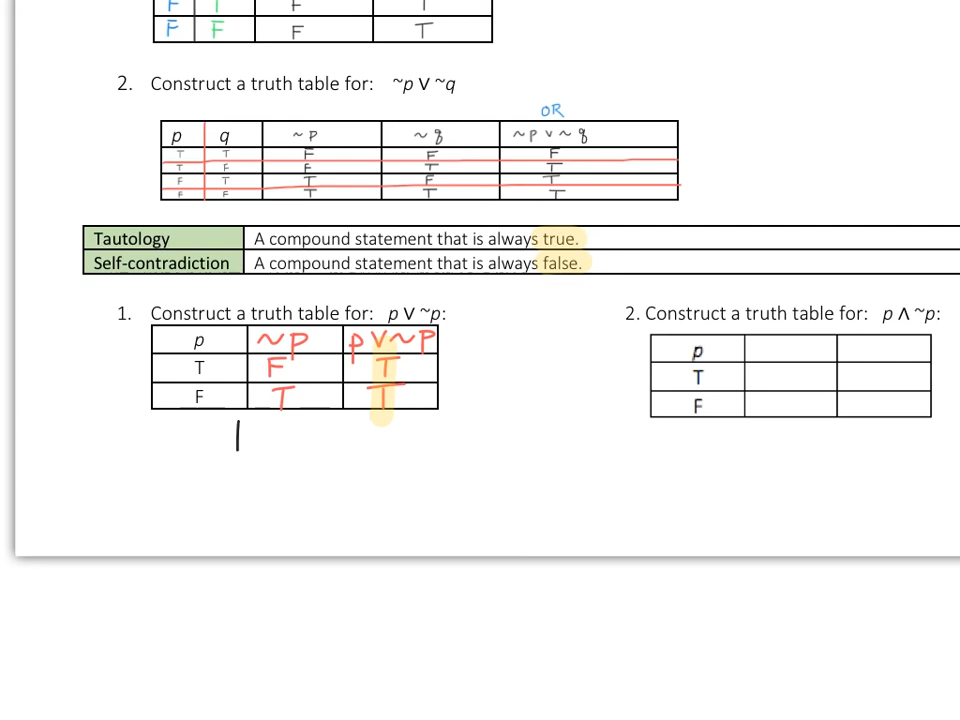 F T F T
F F F T
2. Construct a truth table for: ~p ∨ ~q
OR
p q ~p ~q ~p ∨ ~q
T T F F F
T F F T T
F T T F T
F F T T T
Tautology A compound statement that is always true.
Self-contradiction A compound statement that is always false.
1. Construct a truth table for: p ∨ ~p:
p ~p p ∨ ~p
T F T
F T T
2. Construct a truth table for: p ∧ ~p:
p
T
F